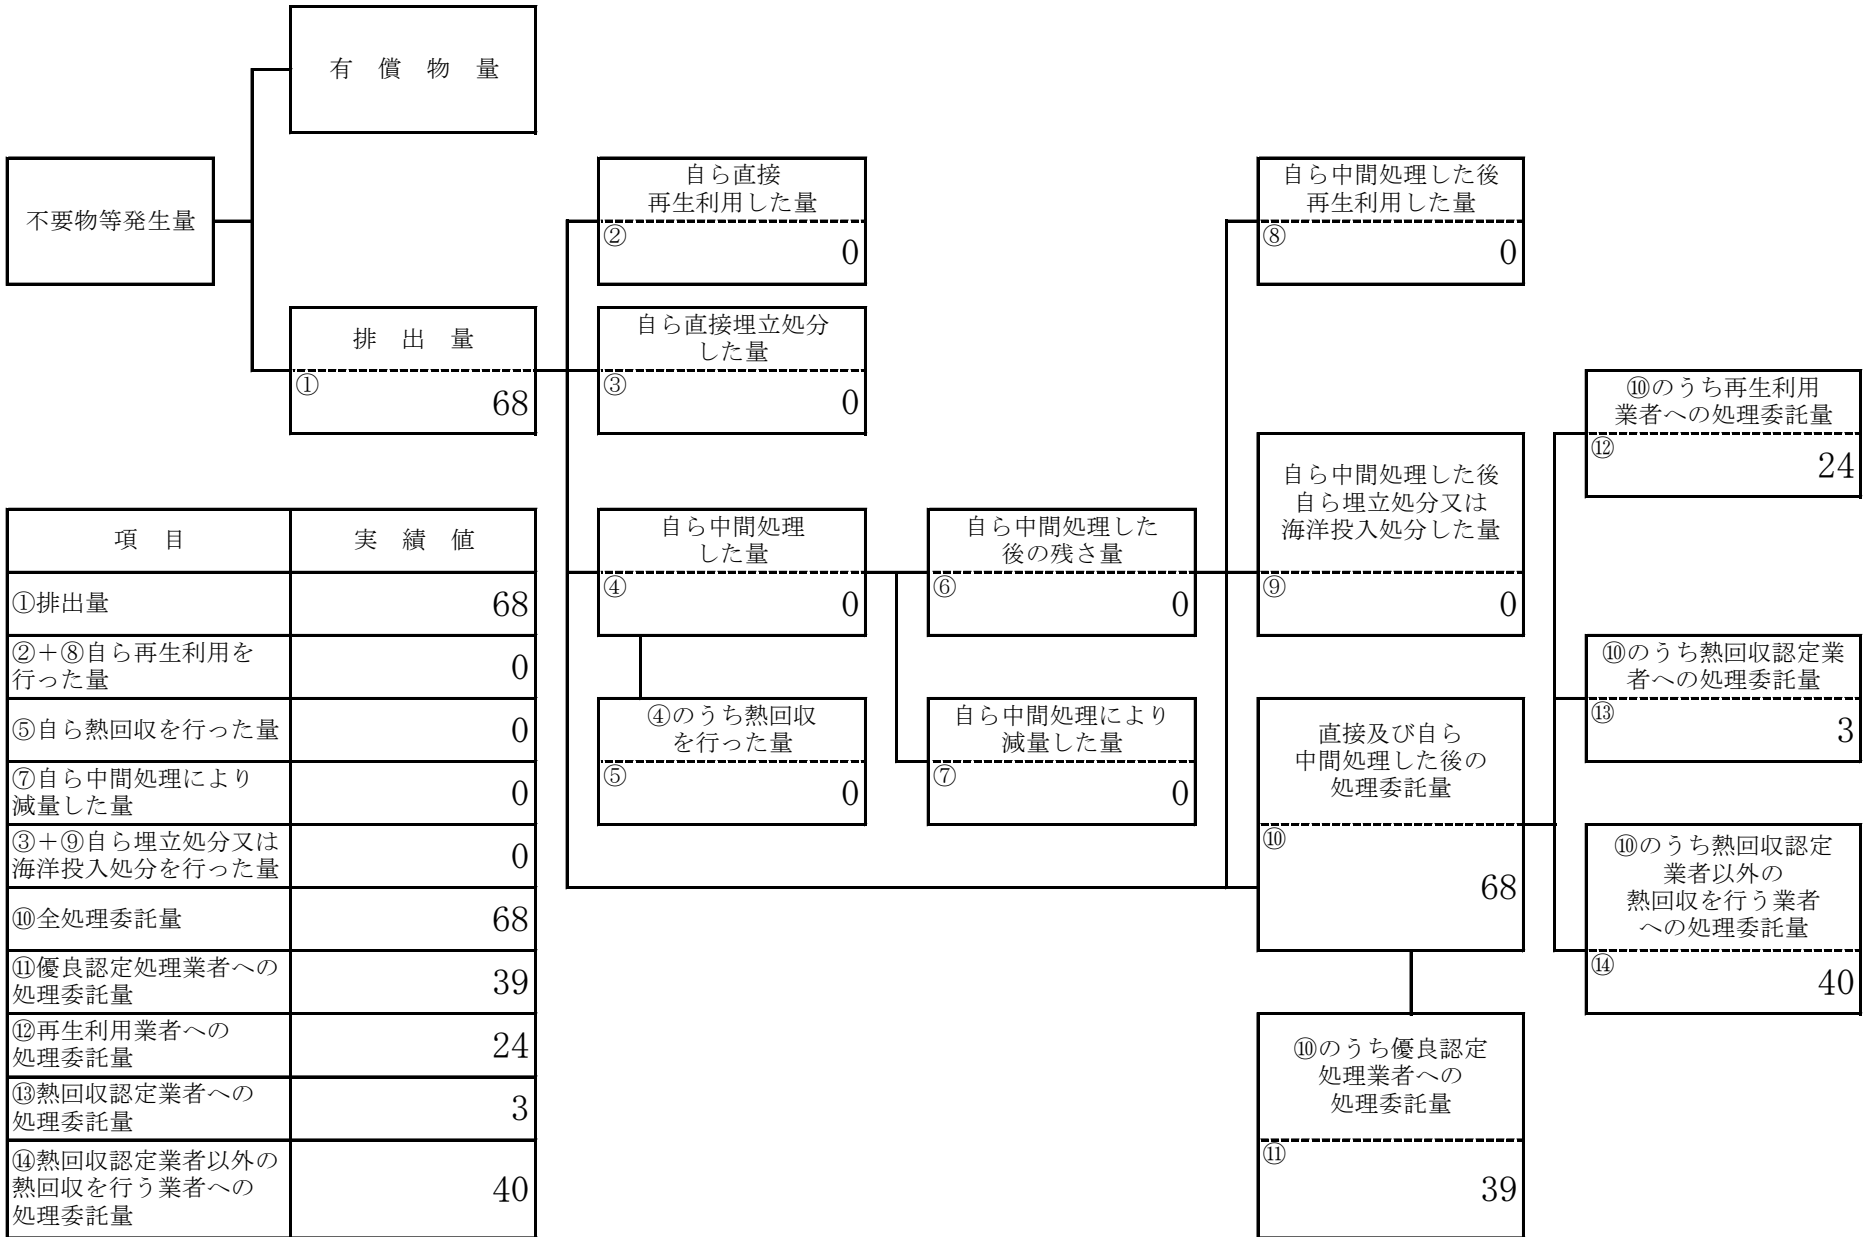 有 償 物 量
不要物等発生量
排 出 量
①
68
自ら直接
再生利用した量
②
0
自ら直接埋立処分
した量
③
0
自ら中間処理
した量
④
0
④のうち熱回収
を行った量
⑤
0
自ら中間処理した
後の残さ量
⑥
0
自ら中間処理により
減量した量
⑦
0
自ら中間処理した後
再生利用した量
⑧
0
自ら中間処理した後
自ら埋立処分又は
海洋投入処分した量
⑨
0
直接及び自ら
中間処理した後の
処理委託量
⑩
68
⑩のうち優良認定
処理業者への
処理委託量
⑪
39
⑩のうち再生利用
業者への処理委託量
⑫
24
⑩のうち熱回収認定業
者への処理委託量
⑬
3
⑩のうち熱回収認定
業者以外の
熱回収を行う業者
への処理委託量
⑭
40
項 目 実 績 値
①排出量 68
②+⑧自ら再生利用を
行った量 0
⑤自ら熱回収を行った量 0
⑦自ら中間処理により
減量した量 0
③+⑨自ら埋立処分又は
海洋投入処分を行った量 0
⑩全処理委託量 68
⑪優良認定処理業者への
処理委託量 39
⑫再生利用業者への
処理委託量 24
⑬熱回収認定業者への
処理委託量 3
⑭熱回収認定業者以外の
熱回収を行う業者への
処理委託量 40